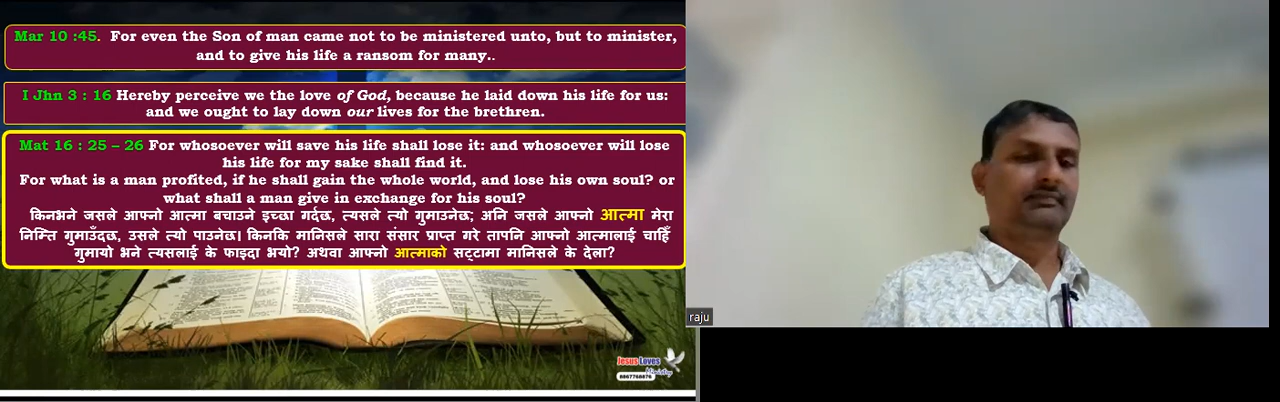 Mar 10 :45.  For even the Son of man came not to be ministered unto, but to minister,
and to give his life a ransom for many..
I Jhn 3 : 16 Hereby perceive we the love of God, because he laid down his life for us:
and we ought to lay down our lives for the brethren.
Mat 16 : 25 – 26 For whosoever will save his life shall lose it: and whosoever will lose
his life for my sake shall find it.
For what is a man profited, if he shall gain the whole world, and lose his own soul? or
what shall a man give in exchange for his soul?
किनभने जसले आफ्नो आत्मा बचाउने इच्छा गर्दछ, त्यसले त्यो गुमाउनेछ; अनि जसले आफ्नो आत्मा मेरा
निम्ति गुमाउँदछ, उसले त्यो पाउनेछ। किनकि मानिसले सारा संसार प्राप्त गरे तापनि आफ्नो आत्मालाई चाहिँ
गुमायो भने त्यसलाई के फाइदा भयो? अथवा आफ्नो आत्माको सट्टामा मानिसले के देला?
raju
Jesus Loves
Ministry